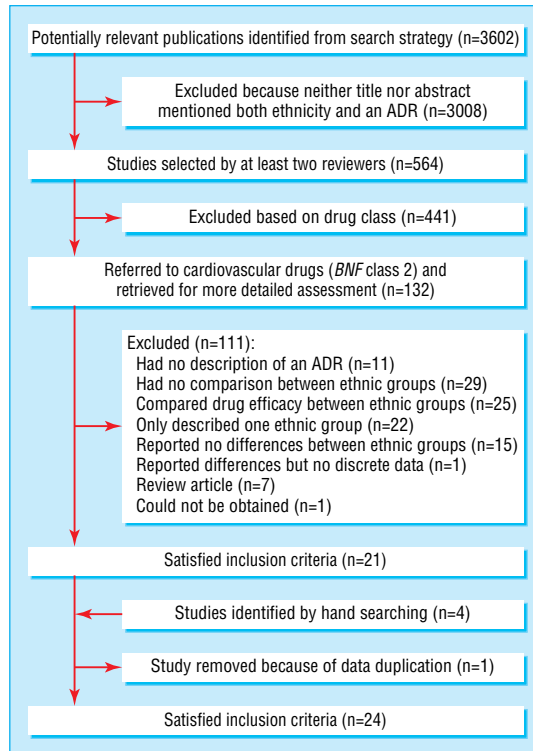 Potentially relevant publications identified from search strategy (n=3602)
Excluded because neither title nor abstract
mentioned both ethnicity and an ADR (n=3008)
Studies selected by at least two reviewers (n=564)
Excluded based on drug class (n=441)
Referred to cardiovascular drugs (BNF class 2) and
retrieved for more detailed assessment (n=132)
Excluded (n=111):
Had no description of an ADR (n=11)
Had no comparison between ethnic groups (n=29)
Compared drug efficacy between ethnic groups (n=25)
Only described one ethnic group (n=22)
Reported no differences between ethnic groups (n=15)
Reported differences but no discrete data (n=1)
Review article (n=7)
Could not be obtained (n=1)
Satisfied inclusion criteria (n=21)
Studies identified by hand searching (n=4)
Study removed because of data duplication (n=1)
Satisfied inclusion criteria (n=24)